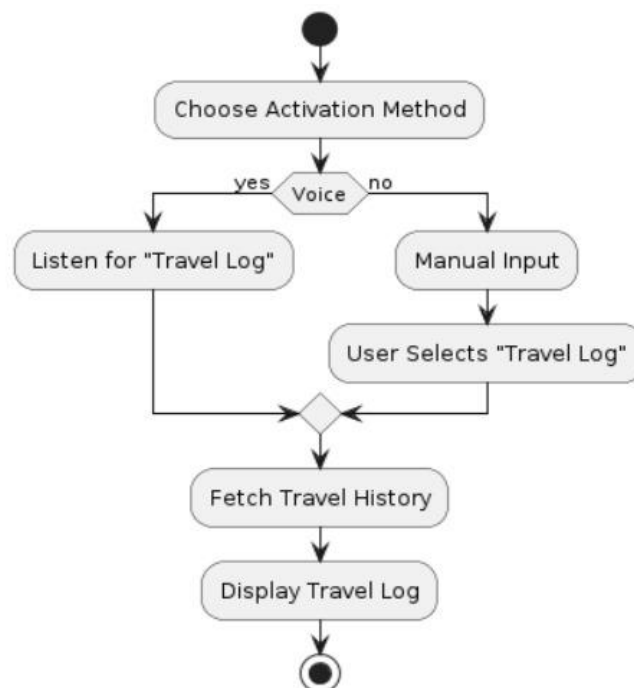 Choose Activation Method
yes
Voice
no
Listen for "Travel Log"
Manual Input
User Selects "Travel Log"
Fetch Travel History
Display Travel Log